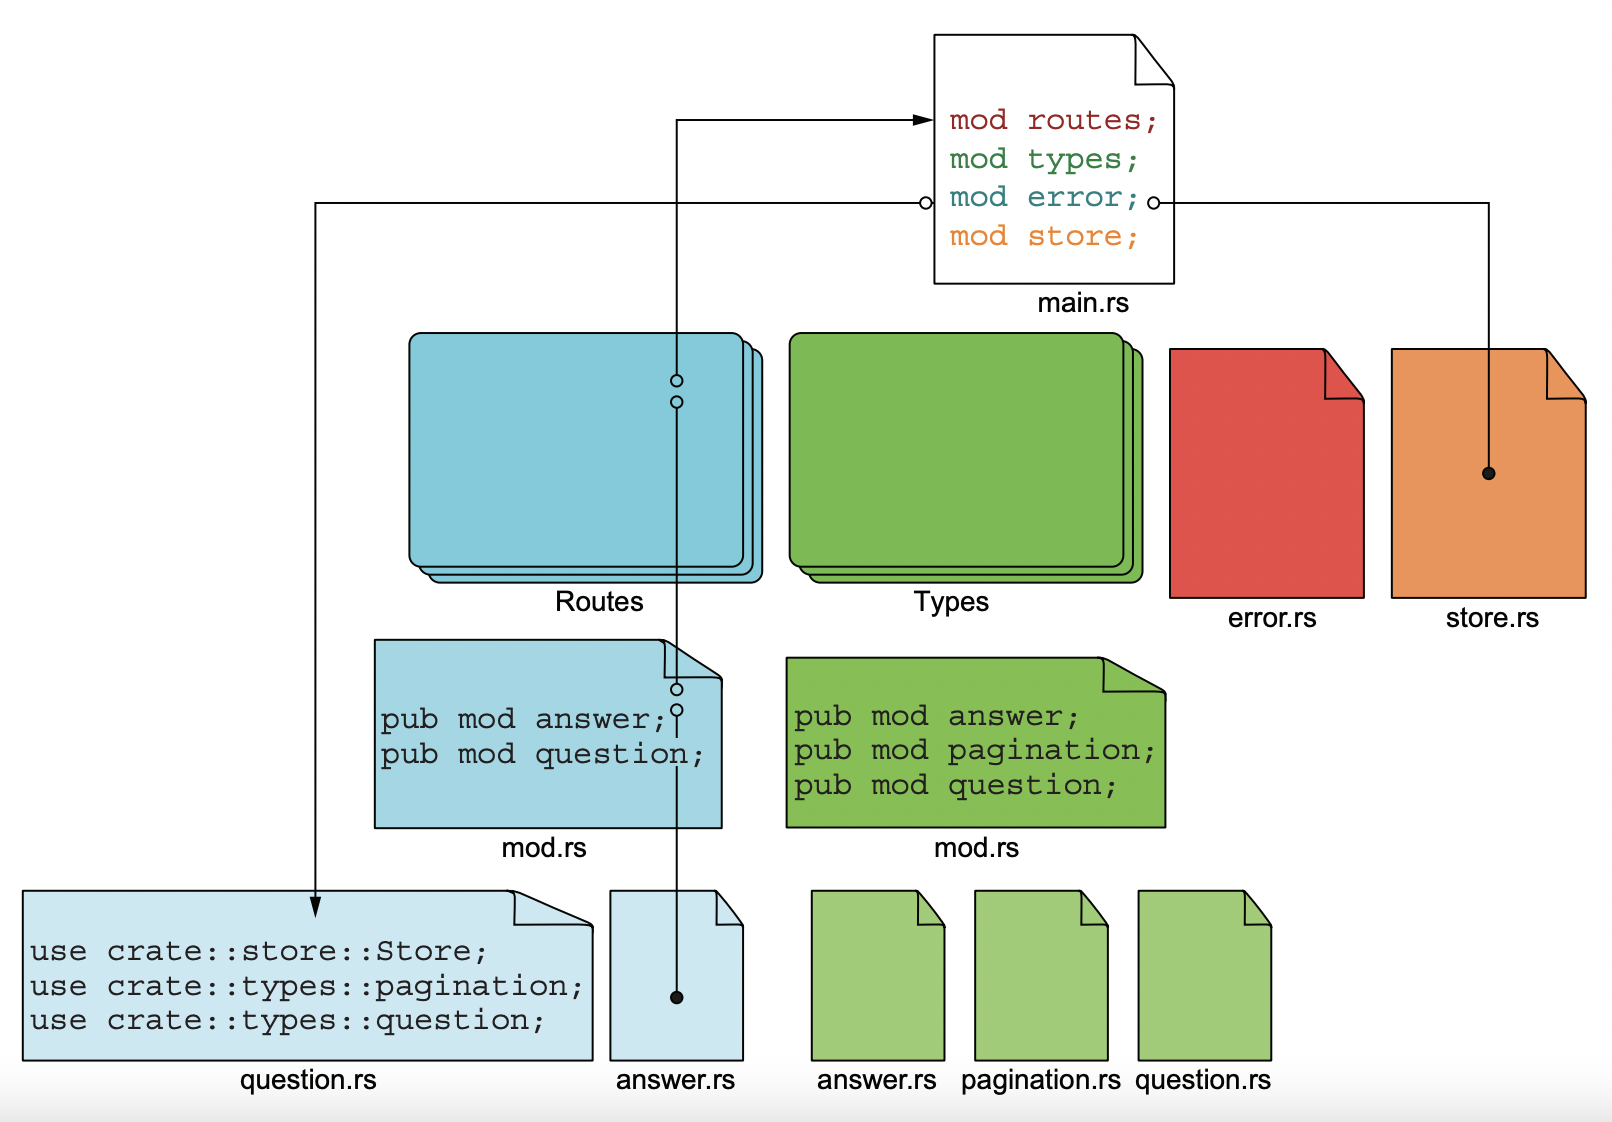 mod routes;
mod types;
mod error;
mod store;
main.rs
Routes
Types
error.rs
store.rs
pub mod answer;
pub mod question;
mod.rs
pub mod answer;
pub mod pagination;
pub mod question;
mod.rs
use crate::store::Store;
use crate::types::pagination;
use crate::types::question;
question.rs
answer.rs
answer.rs
pagination.rs
question.rs